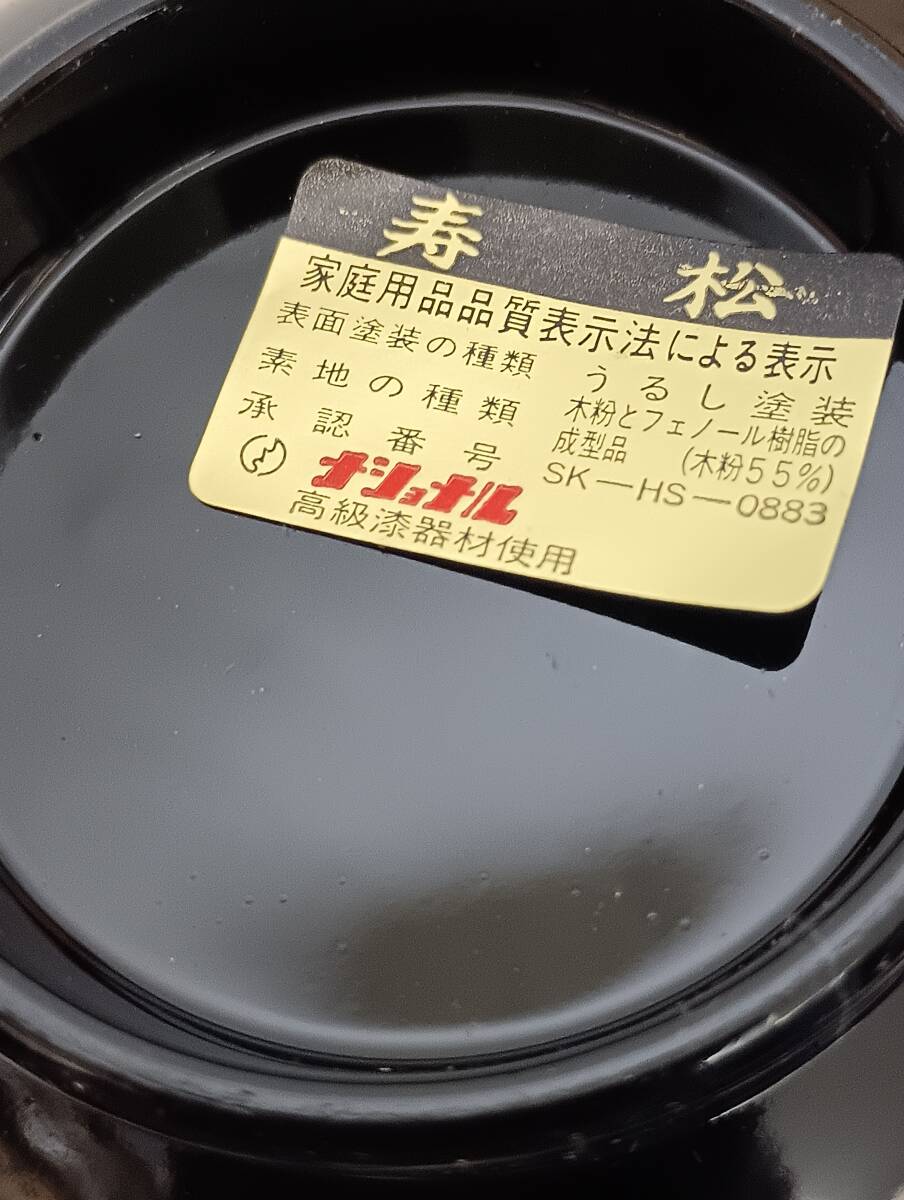 寿松
家庭用品品質表示法による表示
表面塗装の種類 うるし塗装
素地の種類 木粉とフェノール樹脂の
成型品 (木粉55%)
承認番号 SK—HS—0883
ナショナル
高級漆器材使用